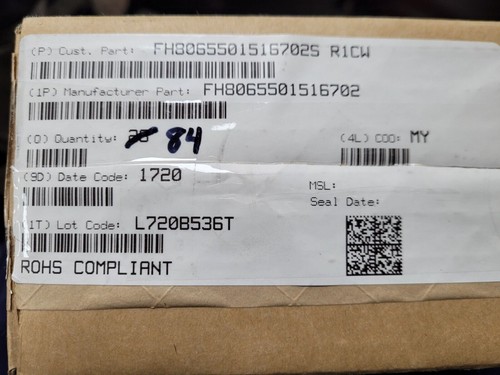 (P) Cust. Part: FH8065501516702S R1CW
(1P) Manufacturer Part: FH8065501516702
(Q) Quantity: 84
(4L) COO: MY
(9D) Date Code: 1720
MSL:
Seal Date:
1T) Lot Code: L720B536T
ROHS COMPLIANT